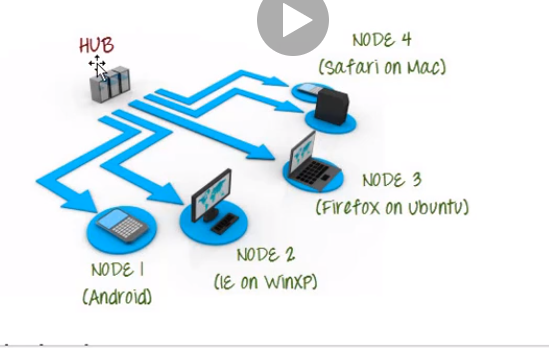 HUB
NODE 4
(Safari on Mac)
NODE 3
(Firefox on Ubuntu)
NODE 2
(IE on WinXP)
NODE 1
(Android)